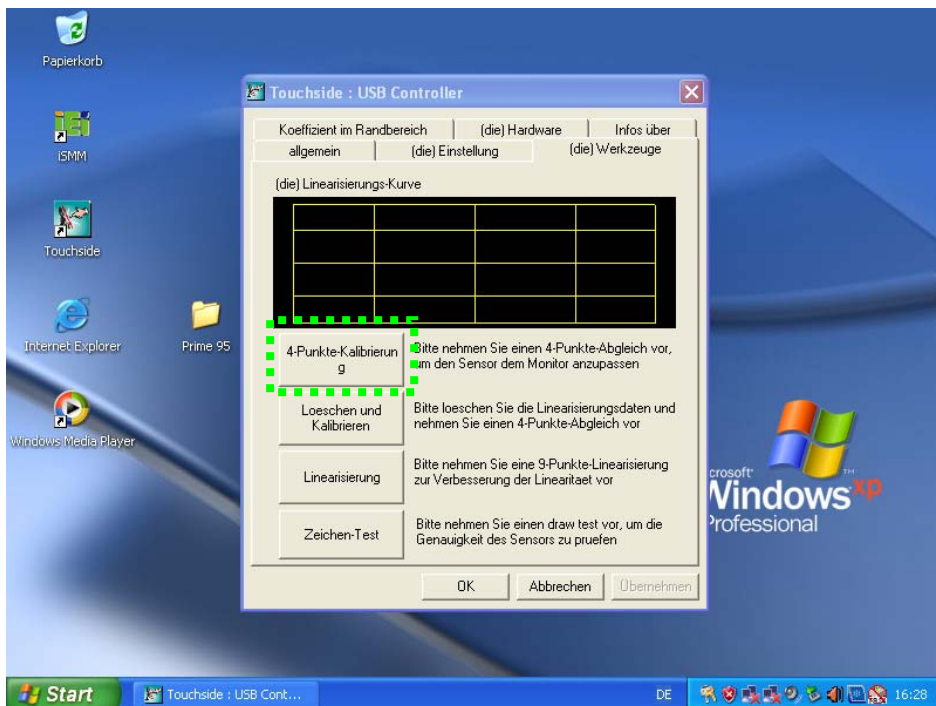 Papierkorb
iEi
iSMM
Touchside
Internet Explorer
Prime 95
Windows Media Player
Touchside : USB Controller
Koeffizient im Randbereich
(die) Hardware
Infos über
allgemein
(die) Einstellung
(die) Werkzeuge
(die) Linearisierungs-Kurve
4-Punkte-Kalibrierun
g
Bitte nehmen Sie einen 4-Punkte-Abgleich vor,
um den Sensor dem Monitor anzupassen
Loeschen und
Kalibrieren
Bitte loeschen Sie die Linearisierungsdaten und
nehmen Sie einen 4-Punkte-Abgleich vor
Linearisierung
Bitte nehmen Sie eine 9-Punkte-Linearisierung
zur Verbesserung der Linearitaet vor
Zeichen-Test
Bitte nehmen Sie einen draw test vor, um die
Genauigkeit des Sensors zu pruefen
OK
Abbrechen
Übernehmen
crosoft
Windows xp
Professional
Start
Touchside : USB Cont...
DE
16:28